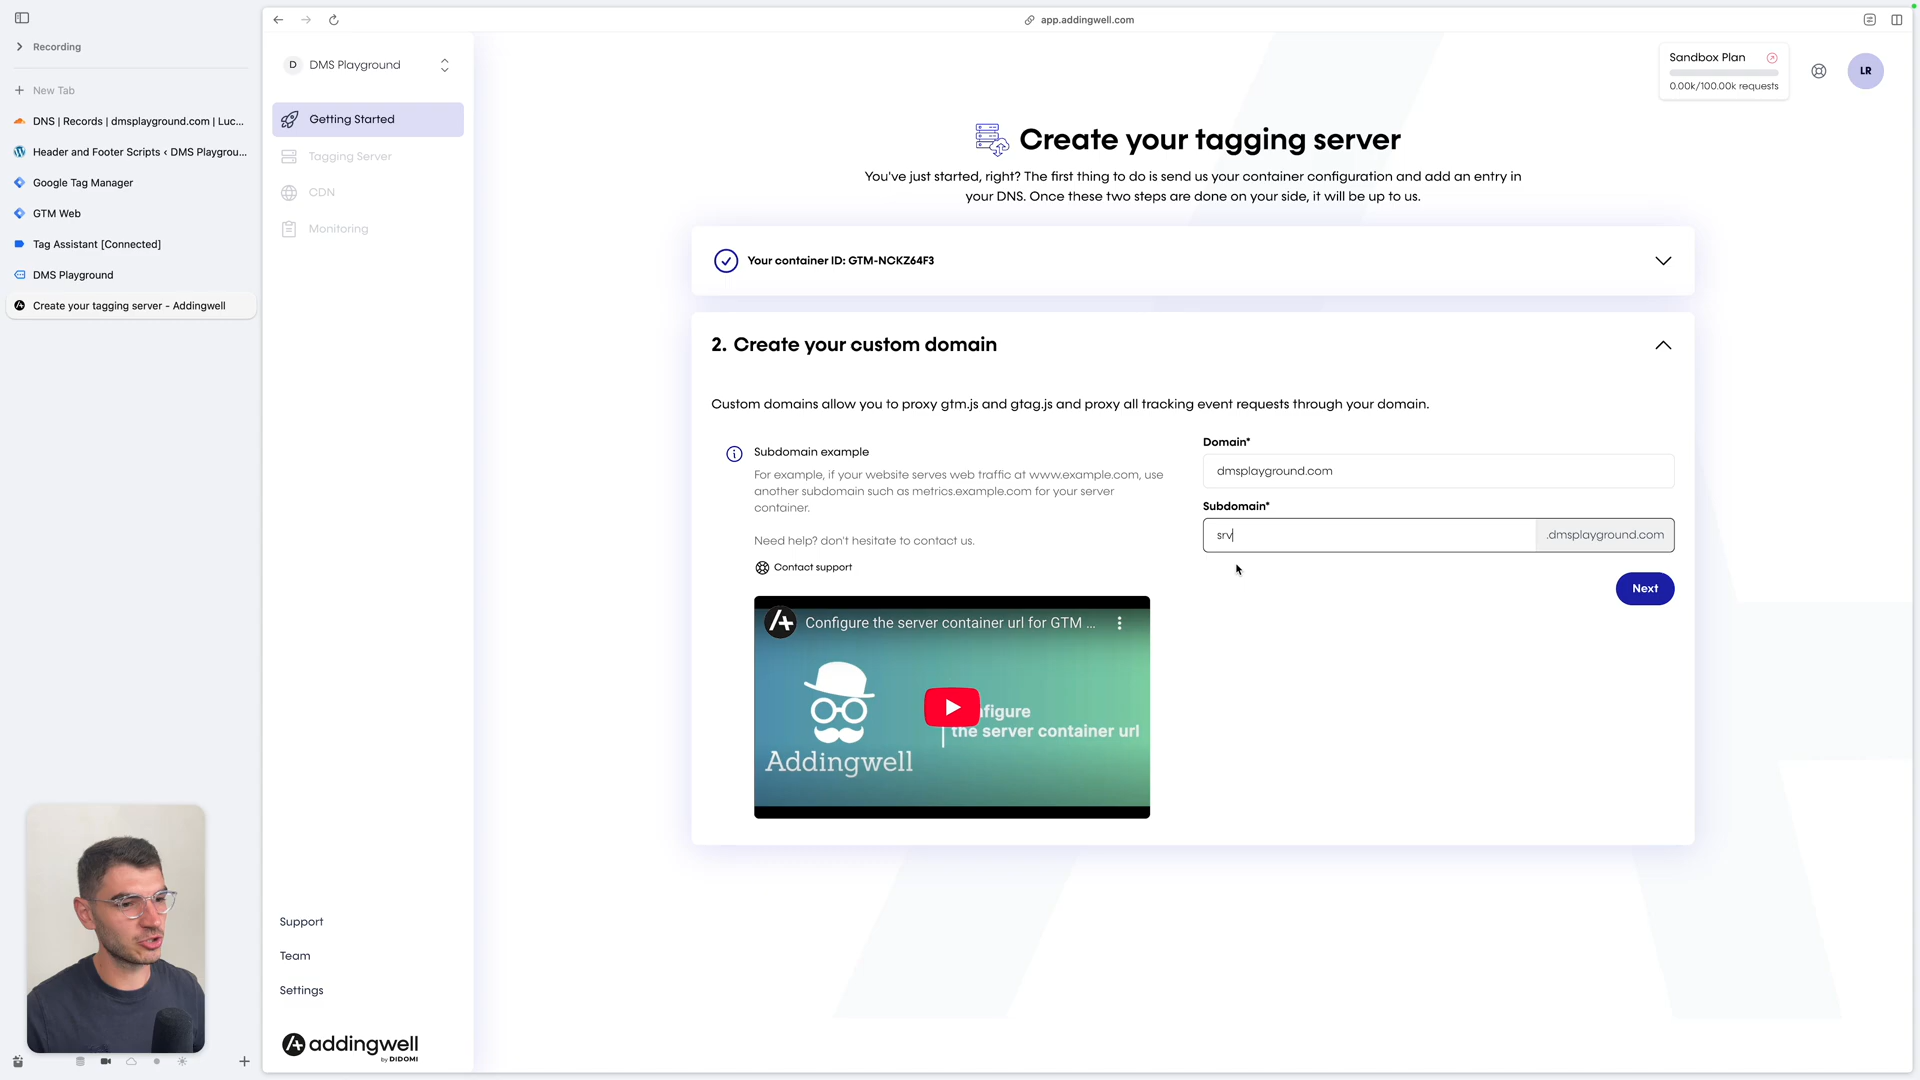 Recording
New Tab
DNS | Records | dmsplayground.com | Luc...
Header and Footer Scripts ‹ DMS Playgrou...
Google Tag Manager
GTM Web
Tag Assistant [Connected]
DMS Playground
Create your tagging server - Addingwell
app.addingwell.com
D DMS Playground
Getting Started
Tagging Server
CDN
Monitoring
Support
Team
Settings
addingwell
by DIDOMI
Sandbox Plan
0.00k/100.00k requests
LR
Create your tagging server
You've just started, right? The first thing to do is send us your container configuration and add an entry in
your DNS. Once these two steps are done on your side, it will be up to us.
Your container ID: GTM-NCKZ64F3
2. Create your custom domain
Custom domains allow you to proxy gtm.js and gtag.js and proxy all tracking event requests through your domain.
Subdomain example
For example, if your website serves web traffic at www.example.com, use
another subdomain such as metrics.example.com for your server
container.
Need help? don't hesitate to contact us.
Contact support
Configure the server container url for GTM ...
figure
the server container url
Addingwell
Domain*
dmsplayground.com
Subdomain*
srv
.dmsplayground.com
Next